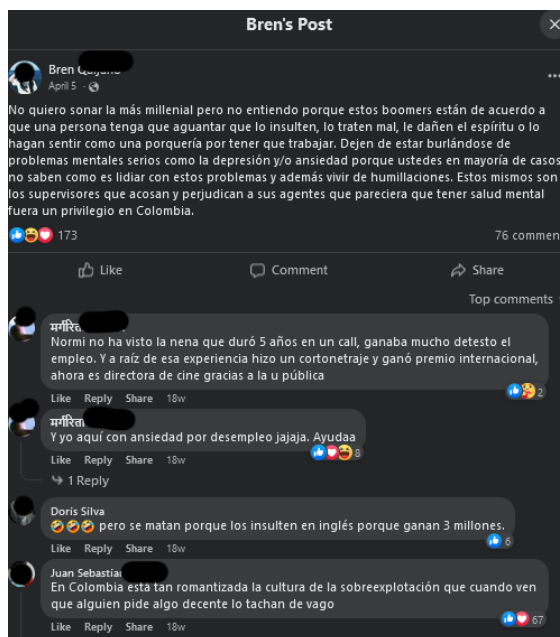 Bren's Post
Bren
April 5
No quiero sonar la más millenial pero no entiendo porque estos boomers están de acuerdo a
que una persona tenga que aguantar que lo insulten, lo traten mal, le dañen el espíritu o lo
hagan sentir como una porquería por tener que trabajar. Dejen de estar burlándose de
problemas mentales serios como la depresión y/o ansiedad porque ustedes en mayoría de casos
no saben como es lidiar con estos problemas y además vivir de humillaciones. Estos mismos son
los supervisores que acosan y perjudican a sus agentes que pareciera que tener salud mental
fuera un privilegio en Colombia.
173
76 commen
Like Comment Share
Top comments
Normi no ha visto la nena que duró 5 años en un call, ganaba mucho detesto el
empleo. Y a raíz de esa experiencia hizo un cortonetraje y ganó premio internacional,
ahora es directora de cine gracias a la u pública
2
Like Reply Share 18w
Y yo aquí con ansiedad por desempleo jajaja. Ayudaa
8
Like Reply Share 18w
1 Reply
Doris Silva
🤣🤣🤣 pero se matan porque los insulten en inglés porque ganan 3 millones.
6
Like Reply Share 18w
Juan Sebastia
En Colombia está tan romantizada la cultura de la sobreexplotación que cuando ven
que alguien pide algo decente lo tachan de vago
67
Like Reply Share 18w